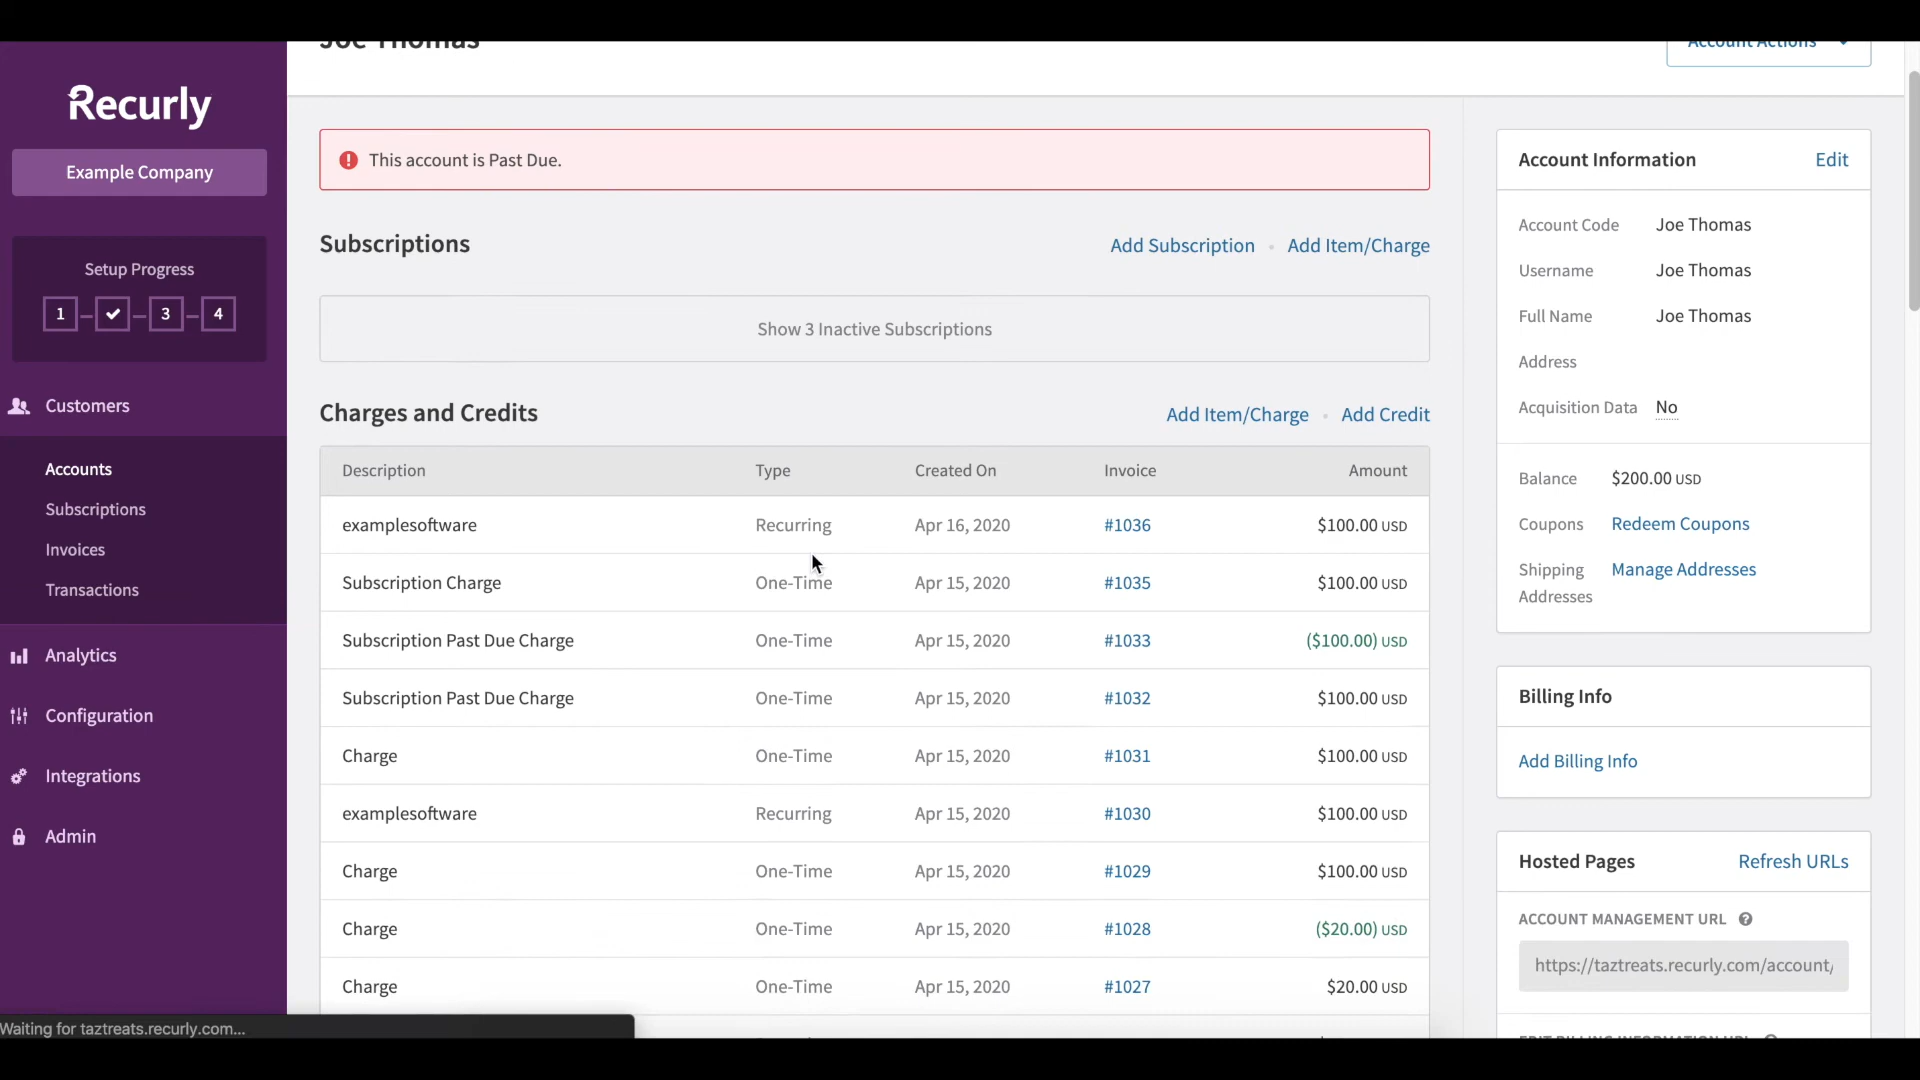 Joe Thomas
Account Actions
Recurly
Example Company
Setup Progress
1 3 4
Customers
Accounts
Subscriptions
Invoices
Transactions
Analytics
Configuration
Integrations
Admin
This account is Past Due.
Subscriptions Add Subscription • Add Item/Charge
Show 3 Inactive Subscriptions
Charges and Credits Add Item/Charge • Add Credit
Description Type Created On Invoice Amount
examplesoftware Recurring Apr 16, 2020 #1036 $100.00 USD
Subscription Charge One-Time Apr 15, 2020 #1035 $100.00 USD
Subscription Past Due Charge One-Time Apr 15, 2020 #1033 ($100.00) USD
Subscription Past Due Charge One-Time Apr 15, 2020 #1032 $100.00 USD
Charge One-Time Apr 15, 2020 #1031 $100.00 USD
examplesoftware Recurring Apr 15, 2020 #1030 $100.00 USD
Charge One-Time Apr 15, 2020 #1029 $100.00 USD
Charge One-Time Apr 15, 2020 #1028 ($20.00) USD
Charge One-Time Apr 15, 2020 #1027 $20.00 USD
Account Information Edit
Account Code Joe Thomas
Username Joe Thomas
Full Name Joe Thomas
Address
Acquisition Data No
Balance $200.00 USD
Coupons Redeem Coupons
Shipping Manage Addresses
Addresses
Billing Info
Add Billing Info
Hosted Pages Refresh URLs
ACCOUNT MANAGEMENT URL ?
https://taztreats.recurly.com/account/
EDIT BILLING INFORMATION URL
Waiting for taztreats.recurly.com...